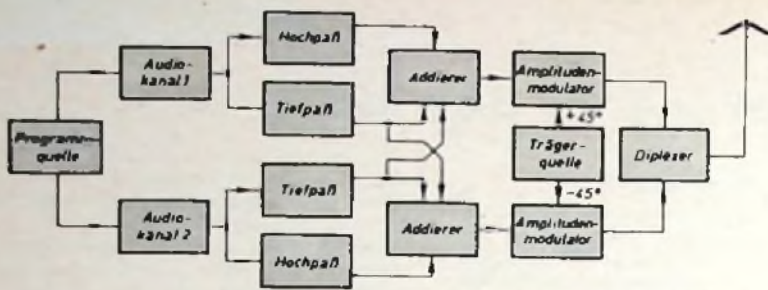 Programm-
quelle
Audio-
kanal 1
Audio-
kanal 2
Hochpaß
Tiefpaß
Tiefpaß
Hochpaß
Addierer
Addierer
Amplituden-
modulator
+45°
Träger-
quelle
-45°
Amplituden-
modulator
Diplexer